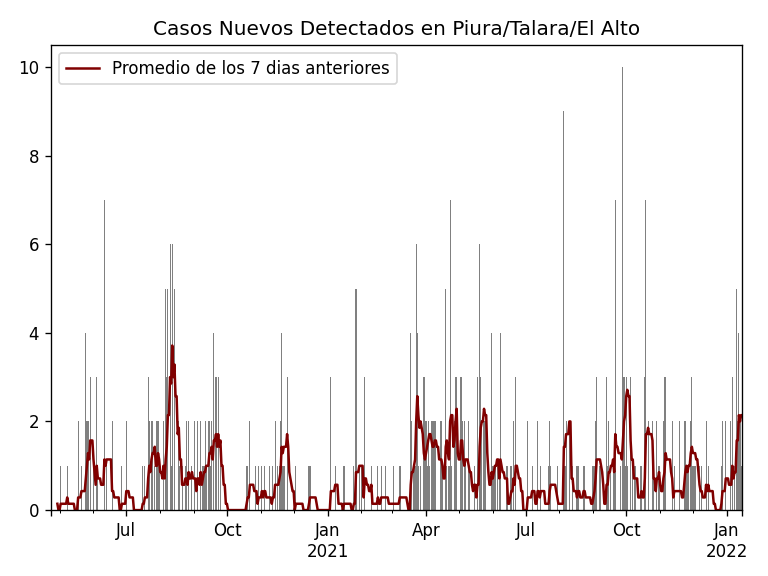 Casos Nuevos Detectados en Piura/Talara/El Alto
Promedio de los 7 dias anteriores
10
8
6
4
2
0
Jul Oct Jan Apr Jul Oct Jan
2021 2022